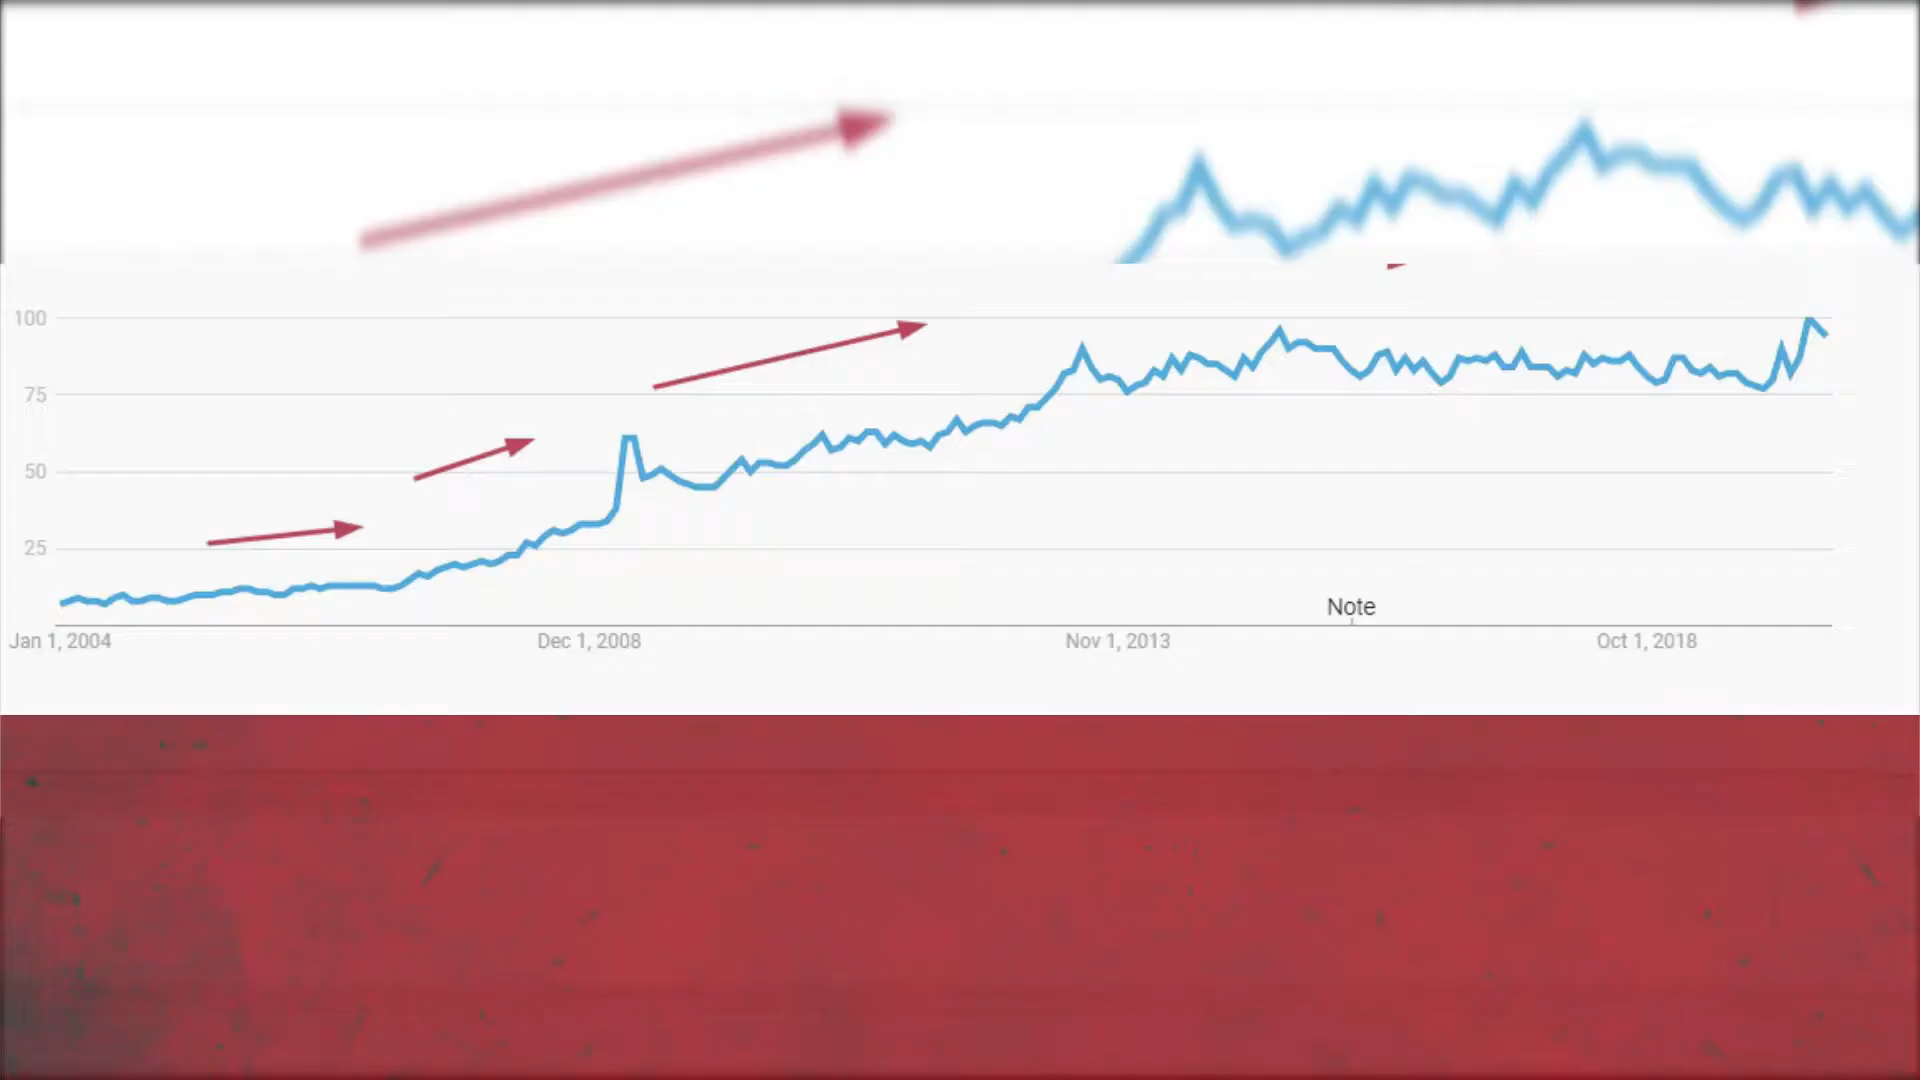 100
75
50
25
Note
Jan 1, 2004
Dec 1, 2008
Nov 1, 2013
Oct 1, 2018